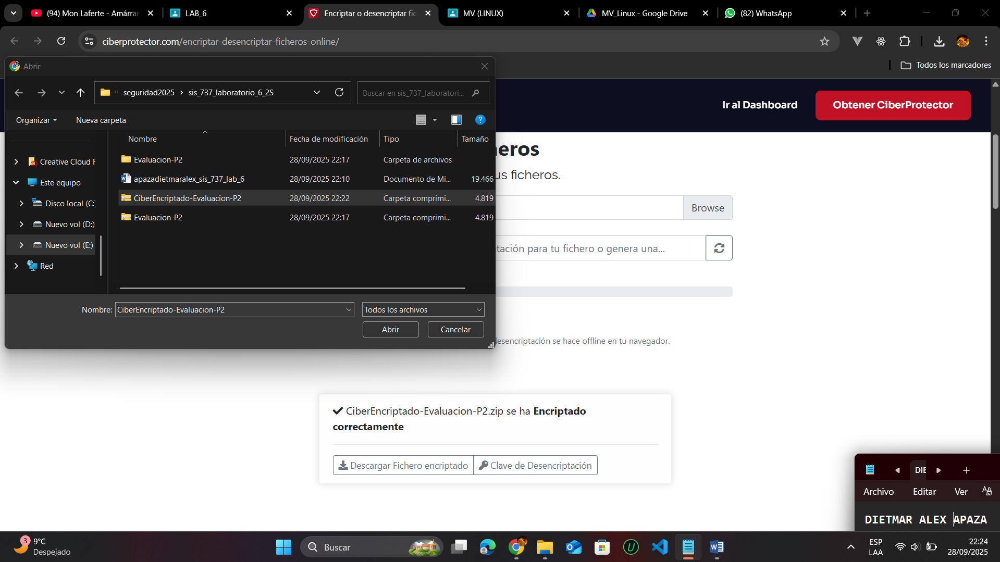 (94) Mon Laferte - Amárrar
LAB_6
Encriptar o desencriptar fic
MV (LINUX)
MV_Linux - Google Drive
(82) WhatsApp
ciberprotector.com/encriptar-desencriptar-ficheros-online/
Todos los marcadores
Abrir
seguridad2025 > sis_737_laboratorio_6_2S
Buscar en sis_737_laboratori...
Organizar
Nueva carpeta
Ir al Dashboard
Obtener CiberProtector
Nombre
Fecha de modificación
Tipo
Tamaño
Evaluacion-P2 28/09/2025 22:17 Carpeta de archivos
apazadietmaralex_sis_737_lab_6 28/09/2025 22:10 Documento de Mi... 19.466
CiberEncriptado-Evaluacion-P2 28/09/2025 22:22 Carpeta comprimi... 4.819
Evaluacion-P2 28/09/2025 22:17 Carpeta comprimi... 4.819
Creative Cloud F
Este equipo
Disco local (C:)
Nuevo vol (D:)
Nuevo vol (E:)
Red
Nombre: CiberEncriptado-Evaluacion-P2
Todos los archivos
Abrir
Cancelar
heros
us ficheros.
Browse
tación para tu fichero o genera una...
desencriptación se hace offline en tu navegador.
CiberEncriptado-Evaluacion-P2.zip se ha Encriptado
correctamente
Descargar Fichero encriptado
Clave de Desencriptación
DIE
Archivo
Editar
Ver
DIETMAR ALEX APAZA
3
9°C
Despejado
Buscar
ESP
LAA
22:24
28/09/2025